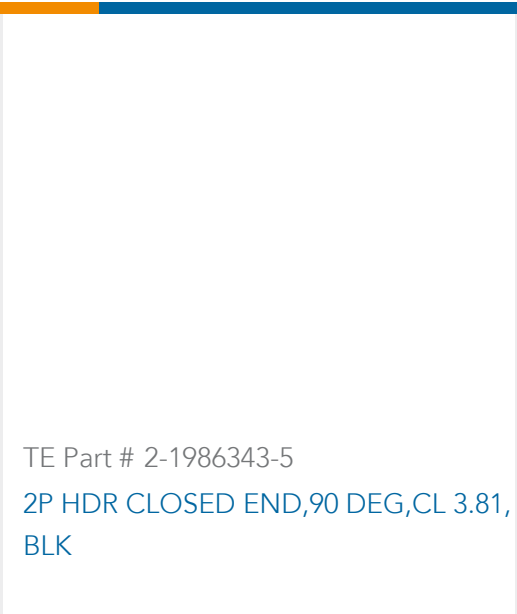 TE Part # 2-1986343-5
2P HDR CLOSED END,90 DEG,CL 3.81,
BLK